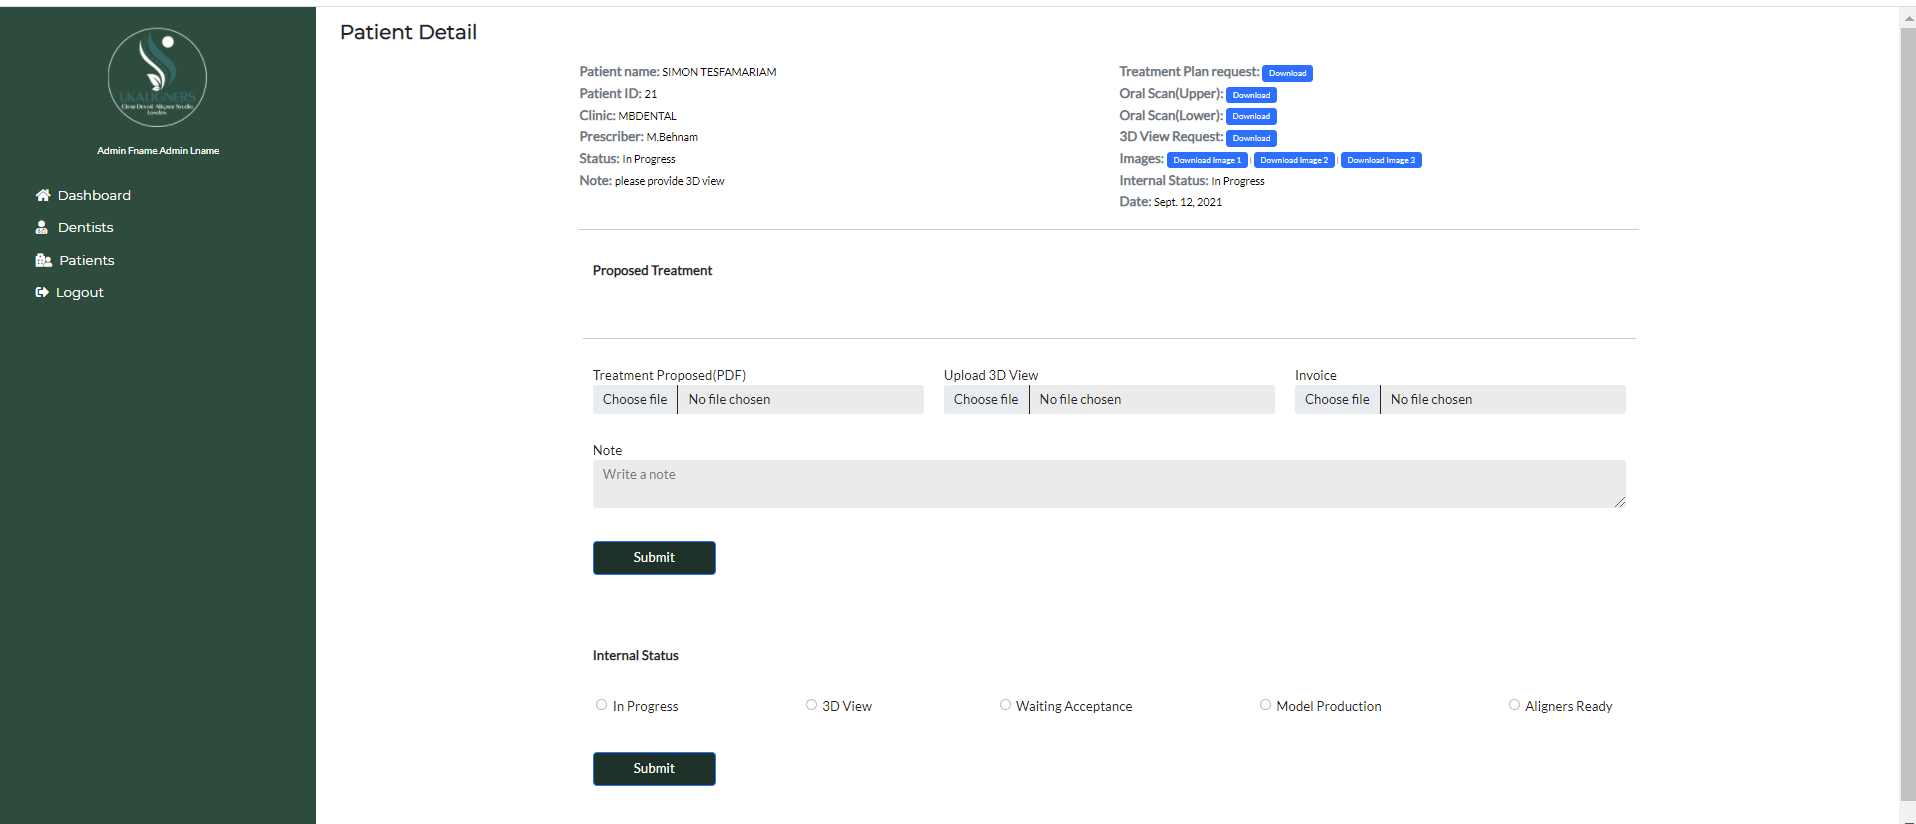 UKALIGNERS
Clear Dental Aligner Studio
London
Admin Fname Admin Lname
Dashboard
Dentists
Patients
Logout
Patient Detail
Patient name: SIMON TESFAMARIAM
Patient ID: 21
Clinic: MBDENTAL
Prescriber: M.Behnam
Status: In Progress
Note: please provide 3D view
Treatment Plan request: Download
Oral Scan(Upper): Download
Oral Scan(Lower): Download
3D View Request: Download
Images: Download Image 1 | Download Image 2 | Download Image 3
Internal Status: In Progress
Date: Sept. 12, 2021
Proposed Treatment
Treatment Proposed(PDF) Upload 3D View Invoice
Choose file No file chosen Choose file No file chosen Choose file No file chosen
Note
Write a note
Submit
Internal Status
In Progress 3D View Waiting Acceptance Model Production Aligners Ready
Submit